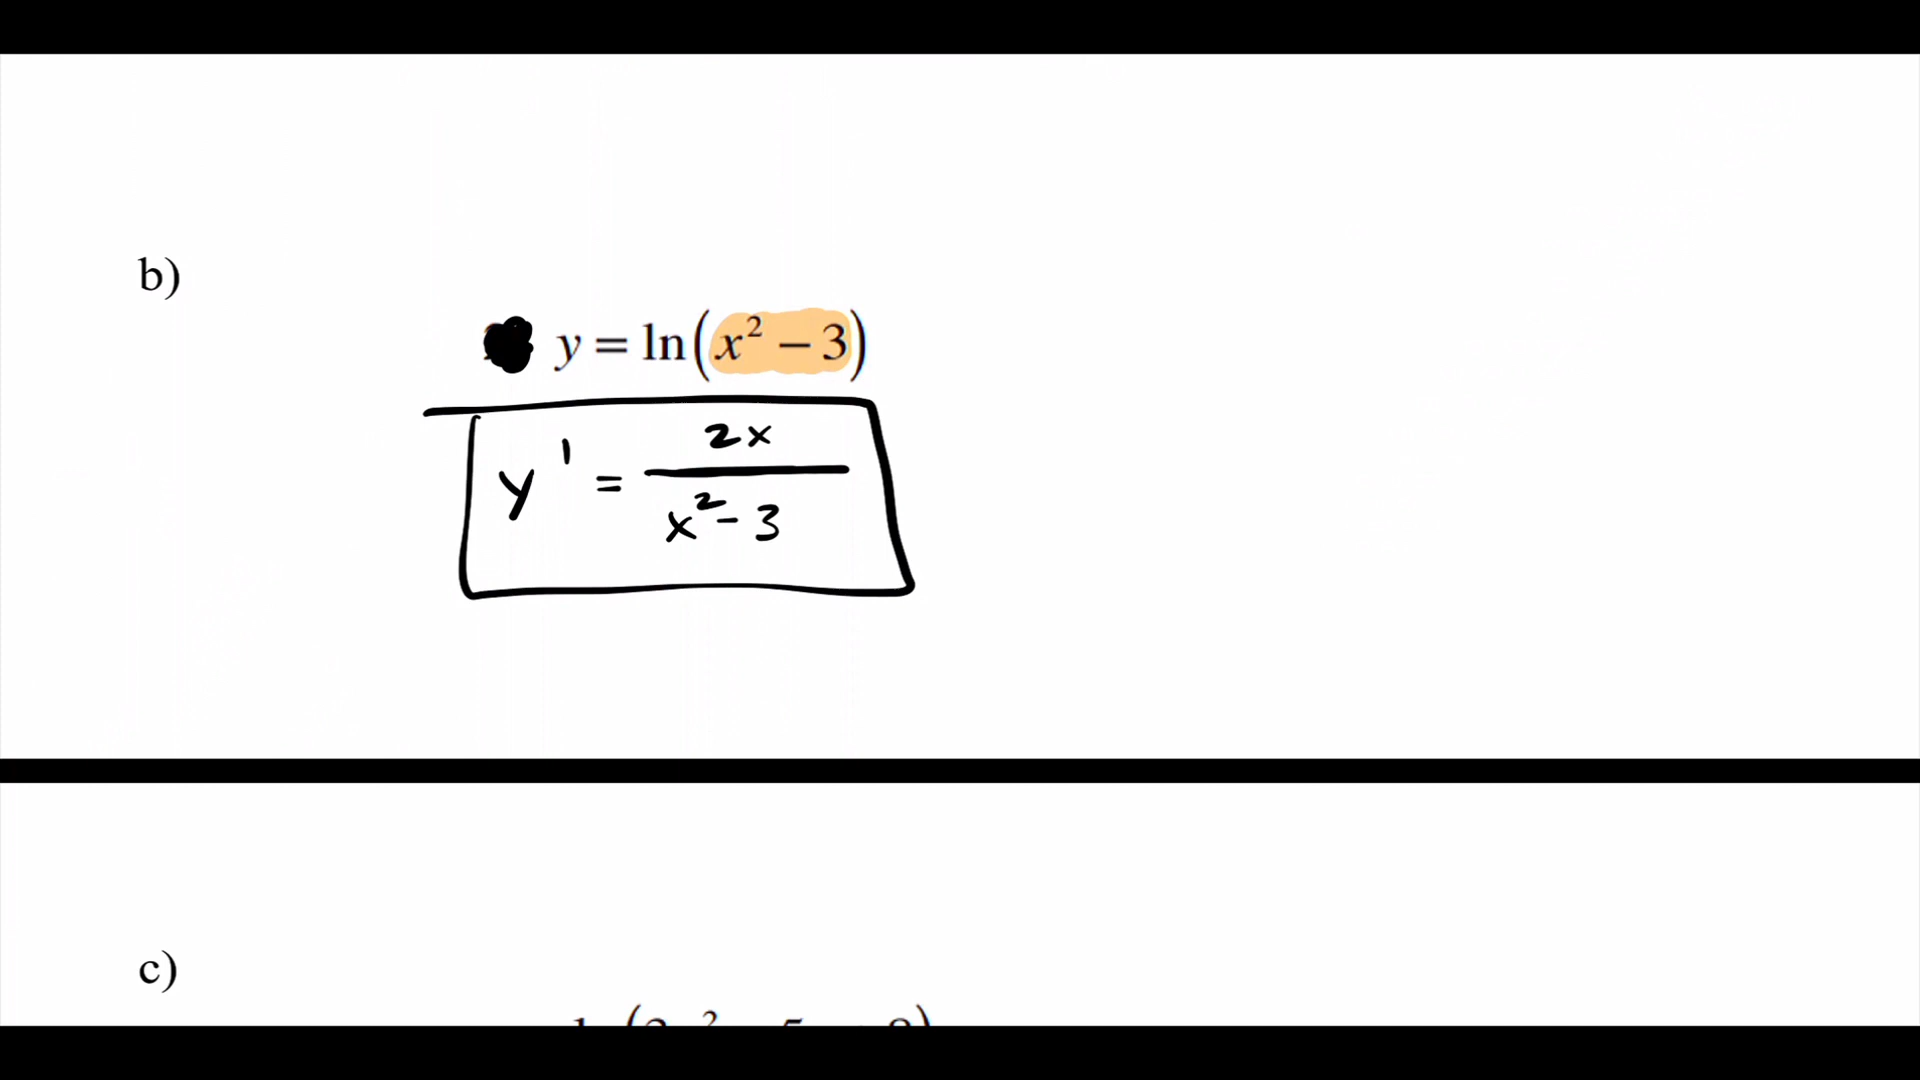 b)
y = ln(x² − 3)
y' = 2x / x² - 3
c)